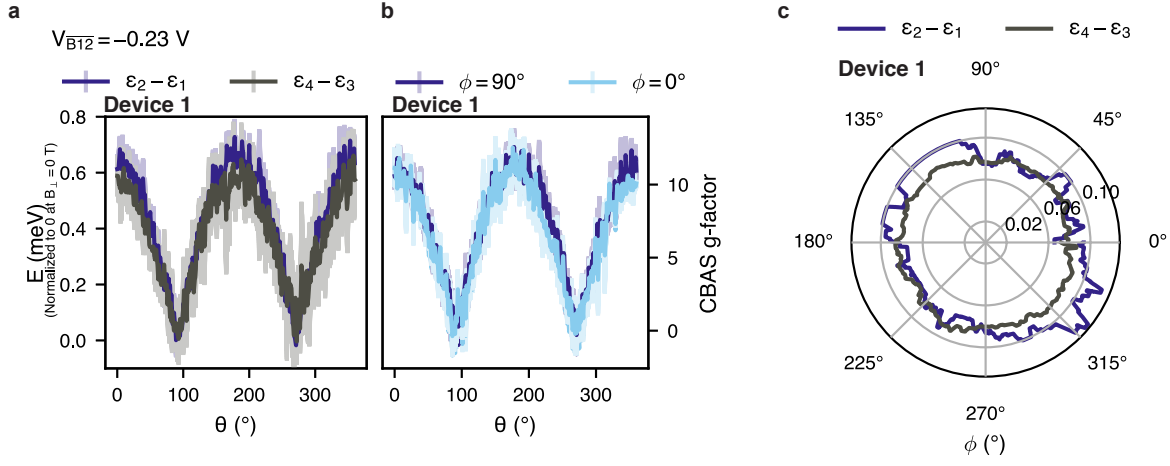 a
V_B12 = −0.23 V
ε₂ − ε₁
ε₄ − ε₃
Device 1
0.8
0.6
0.4
0.2
0.0
E (meV)
(Normalized to 0 at B⊥ = 0 T)
0
100
200
300
θ (°)
b
ϕ = 90°
ϕ = 0°
10
5
0
CBAS g-factor
0
100
200
300
θ (°)
c
ε₂ − ε₁
ε₄ − ε₃
Device 1
90°
135°
45°
0.10
0.06
0.02
180°
0°
225°
315°
270°
ϕ (°)